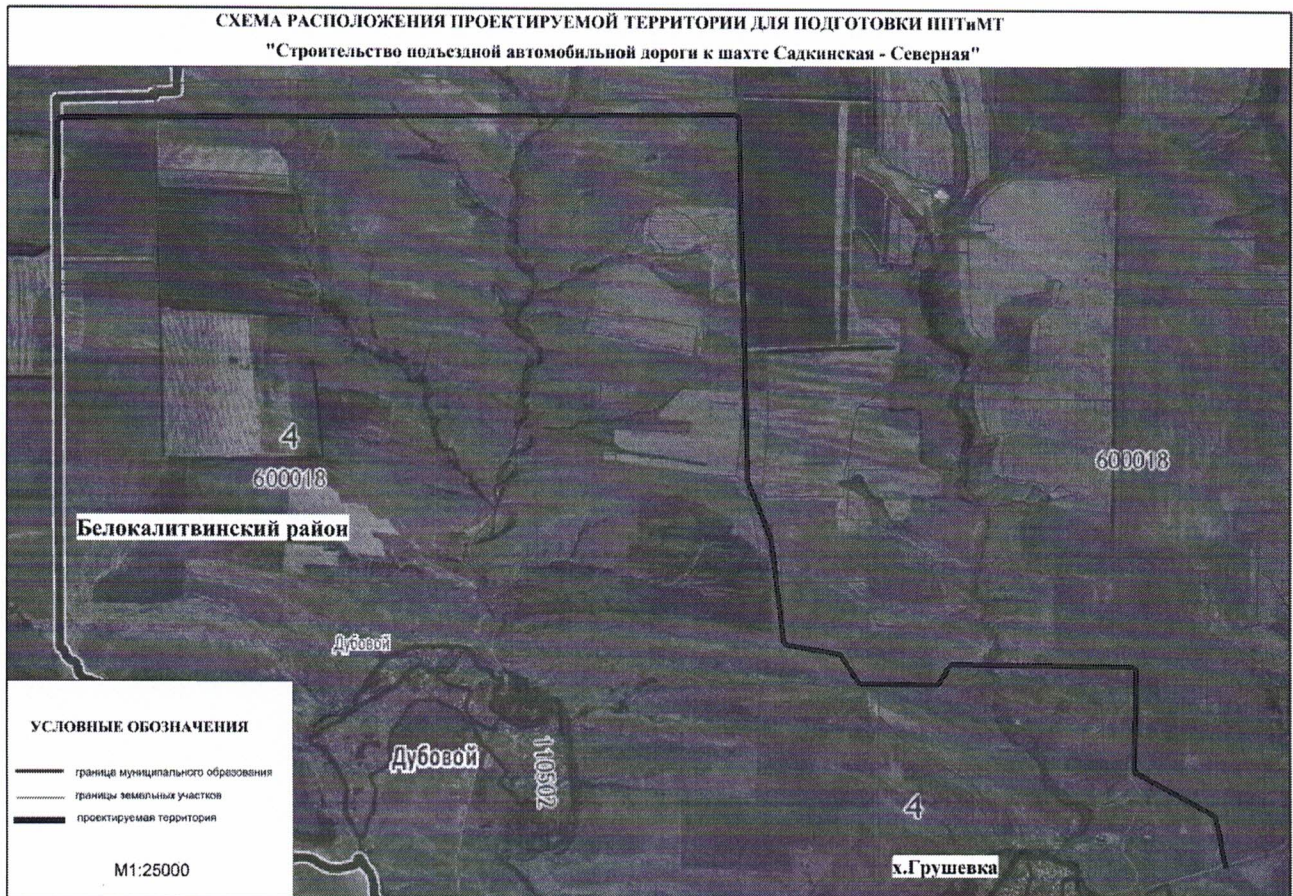 СХЕМА РАСПОЛОЖЕНИЯ ПРОЕКТИРУЕМОЙ ТЕРРИТОРИИ ДЛЯ ПОДГОТОВКИ ППТиМТ
"Строительство подъездной автомобильной дороги к шахте Садкинская - Северная"
4
600018
600018
Белокалитвинский район
Дубовой
Дубовой
110502
4
х.Грушевка
УСЛОВНЫЕ ОБОЗНАЧЕНИЯ
граница муниципального образования
границы земельных участков
проектируемая территория
М1:25000